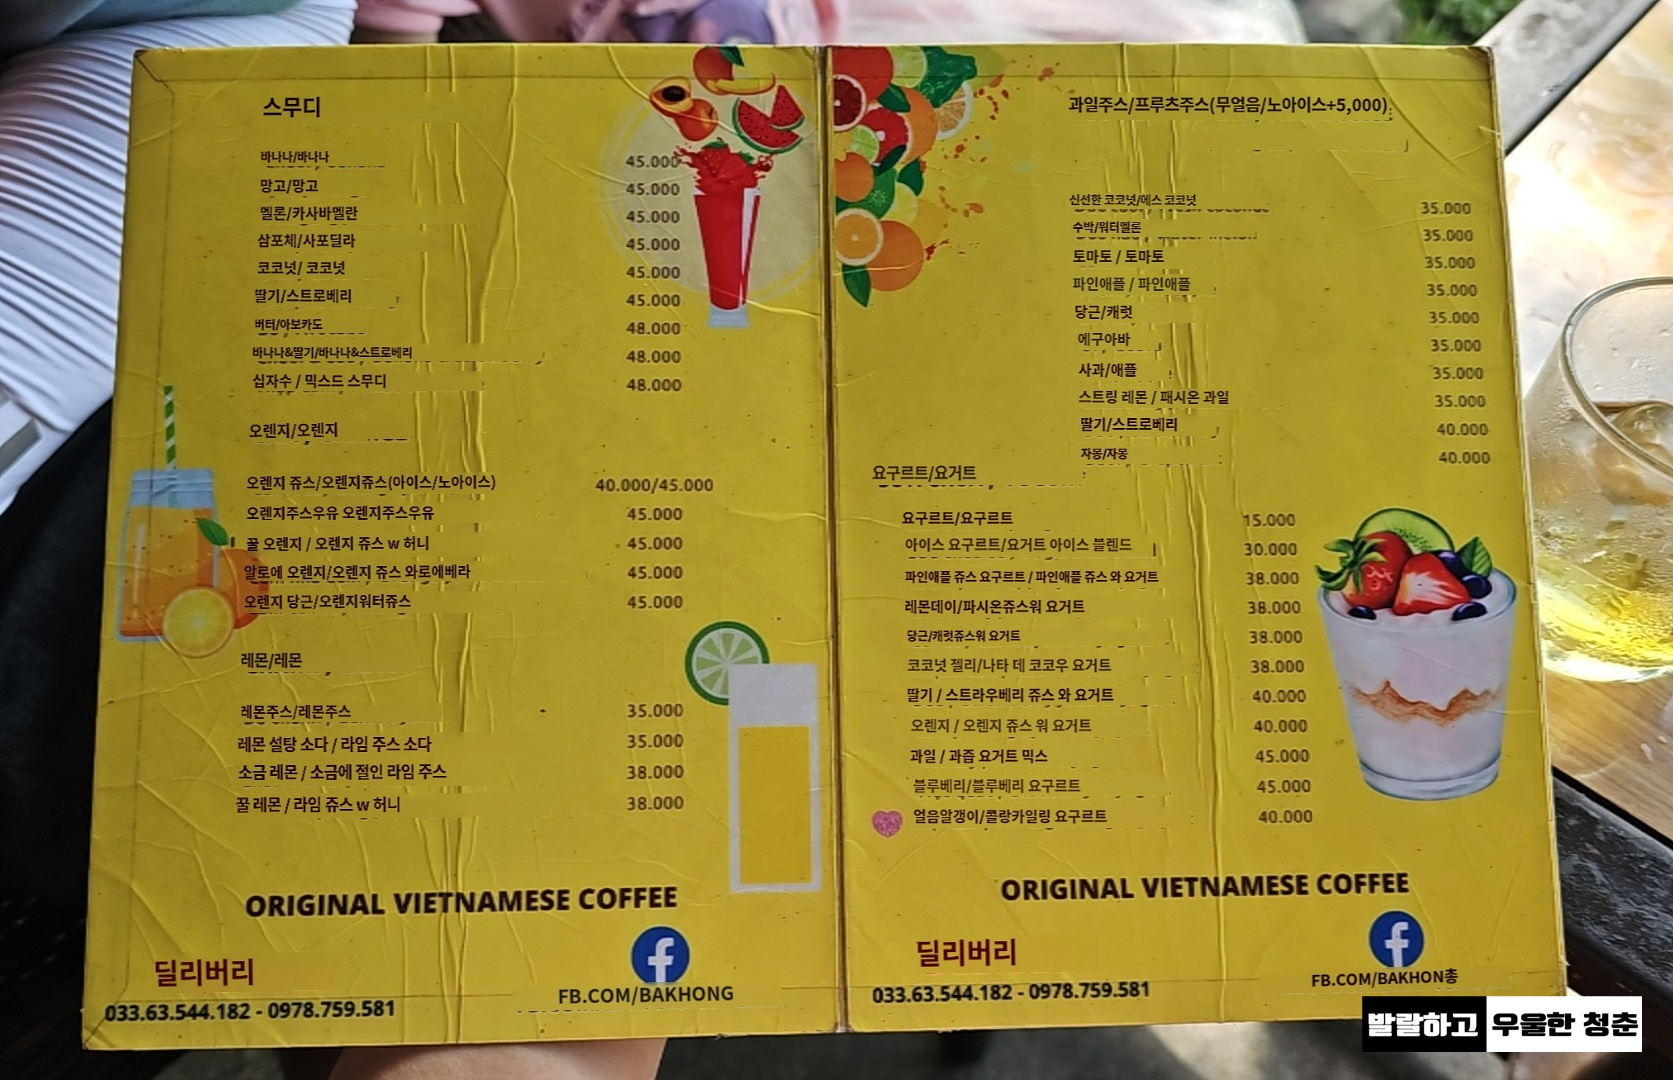 스무디
바나나/바나나 45.000
망고/망고 45.000
멜론/카사바멜란 45.000
삼포체/사포딜라 45.000
코코넛/ 코코넛 45.000
딸기/스트로베리 45.000
버터/아보카도 48.000
바나나&딸기/바나나&스트로베리 48.000
십자수 / 믹스드 스무디 48.000
오렌지/오렌지
오렌지 쥬스/오렌지쥬스(아이스/노아이스) 40.000/45.000
오렌지주스우유 오렌지주스우유 45.000
꿀 오렌지 / 오렌지 쥬스 w 허니 45.000
알로에 오렌지/오렌지 쥬스 와로에베라 45.000
오렌지 당근/오렌지워터쥬스 45.000
레몬/레몬
레몬주스/레몬주스 35.000
레몬 설탕 소다 / 라임 주스 소다 35.000
소금 레몬 / 소금에 절인 라임 주스 38.000
꿀 레몬 / 라임 쥬스 w 허니 38.000
ORIGINAL VIETNAMESE COFFEE
딜리버리
FB.COM/BAKHONG
033.63.544.182 - 0978.759.581
과일주스/프루츠주스(무얼음/노아이스+5,000)
신선한 코코넛/에스 코코넛 35.000
수박/워터멜론 35.000
토마토 / 토마토 35.000
파인애플 / 파인애플 35.000
당근/캐럿 35.000
에구아바 35.000
사과/애플 35.000
스트링 레몬 / 패시온 과일 35.000
딸기/스트로베리 40.000
자몽/자몽 40.000
요구르트/요거트
요구르트/요구르트 15.000
아이스 요구르트/요거트 아이스 블렌드 30.000
파인애플 쥬스 요구르트 / 파인애플 쥬스 와 요거트 38.000
레몬데이/파시온쥬스워 요거트 38.000
당근/캐럿쥬스워 요거트 38.000
코코넛 젤리/나타 데 코코우 요거트 38.000
딸기 / 스트라우베리 쥬스 와 요거트 40.000
오렌지 / 오렌지 쥬스 워 요거트 40.000
과일 / 과즙 요거트 믹스 45.000
블루베리/블루베리 요구르트 45.000
얼음알갱이/콜랑카일링 요구르트 40.000
ORIGINAL VIETNAMESE COFFEE
딜리버리
FB.COM/BAKHON총
033.63.544.182 - 0978.759.581
발랄하고 우울한 청춘